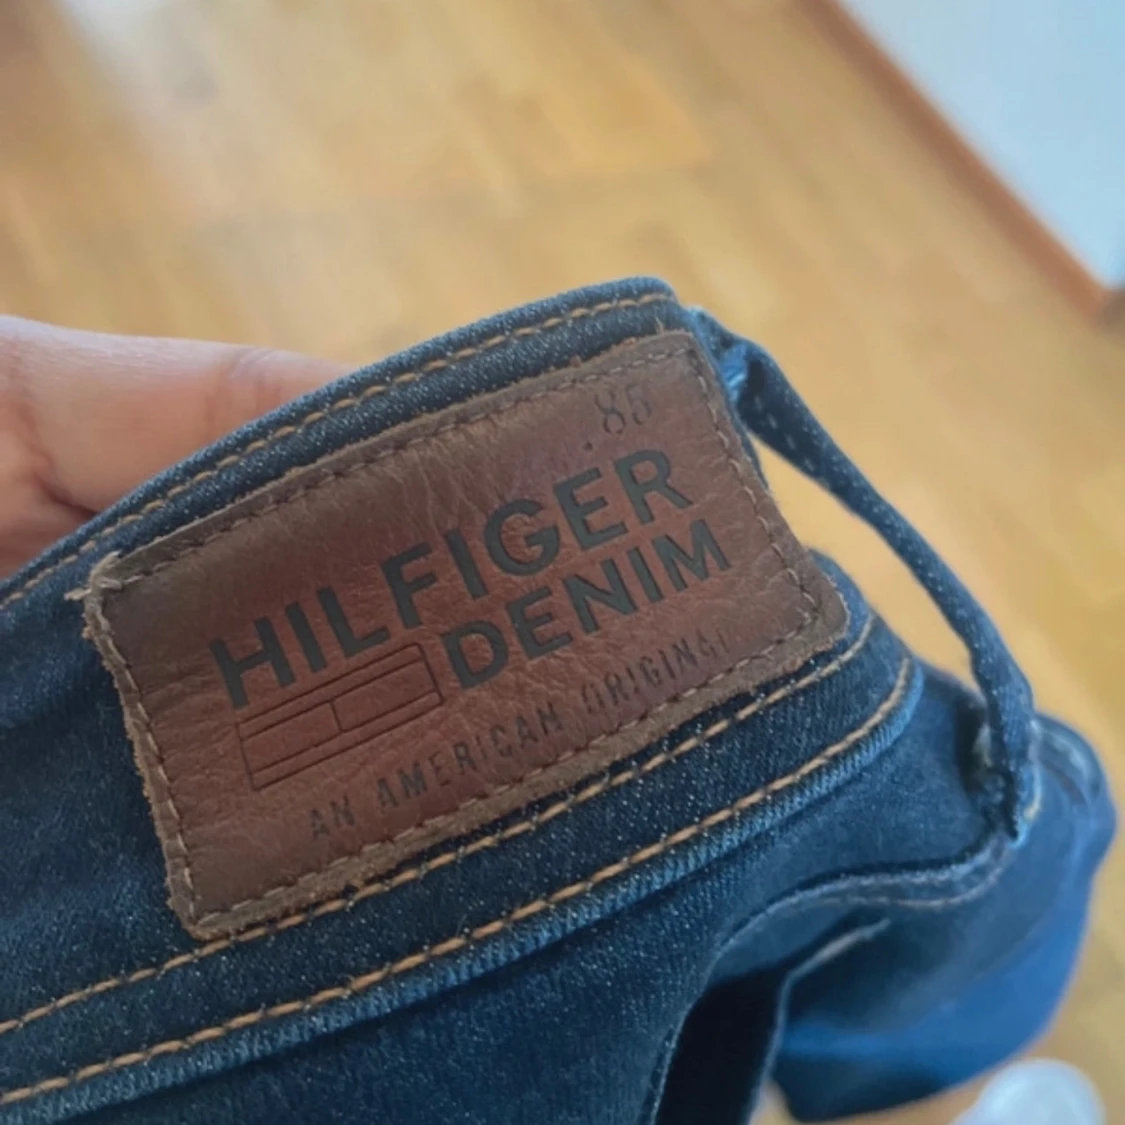 .85
HILFIGER
DENIM
AN AMERICAN ORIGINAL